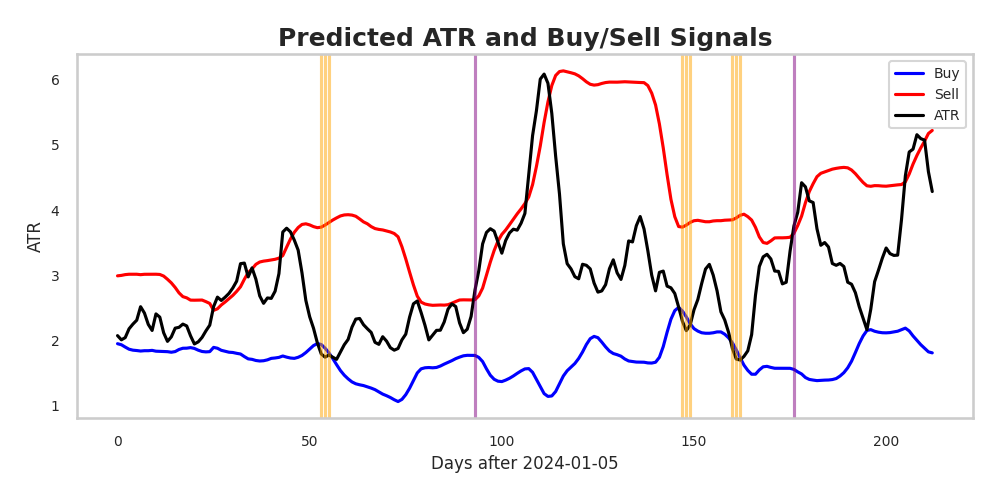 Predicted ATR and Buy/Sell Signals
Buy
Sell
ATR
ATR
6
5
4
3
2
1
0
50
100
150
200
Days after 2024-01-05